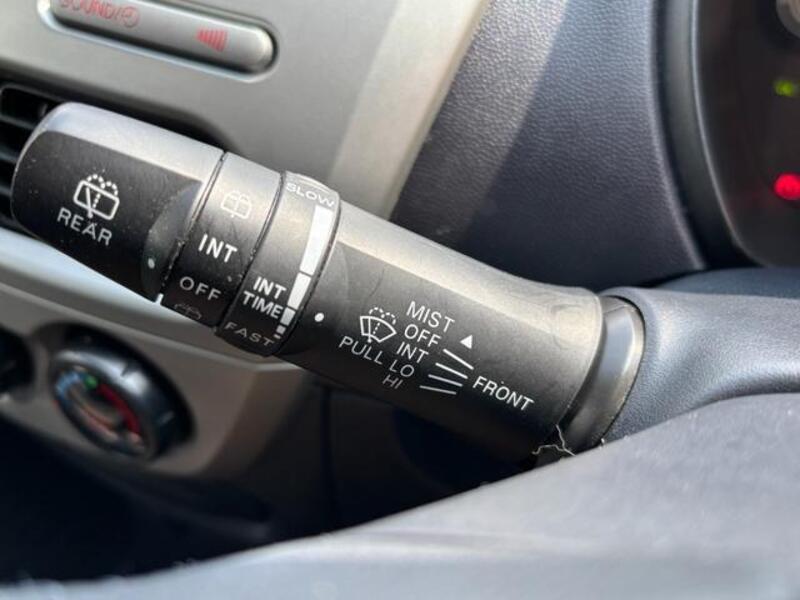 SOUND/
REAR
INT
OFF
SLOW
INT
TIME
FAST
MIST
OFF
INT
PULL LO
HI
FRONT